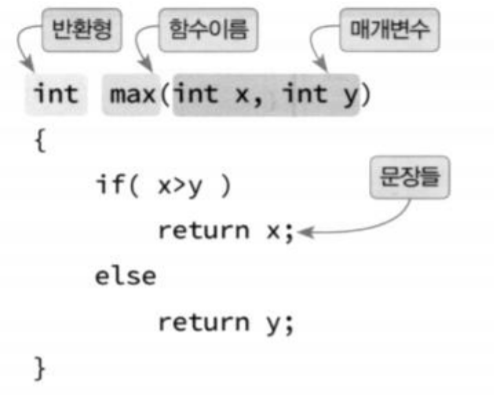 반환형 함수이름 매개변수
int max(int x, int y)
{
if( x>y )
문장들
return x;
else
return y;
}